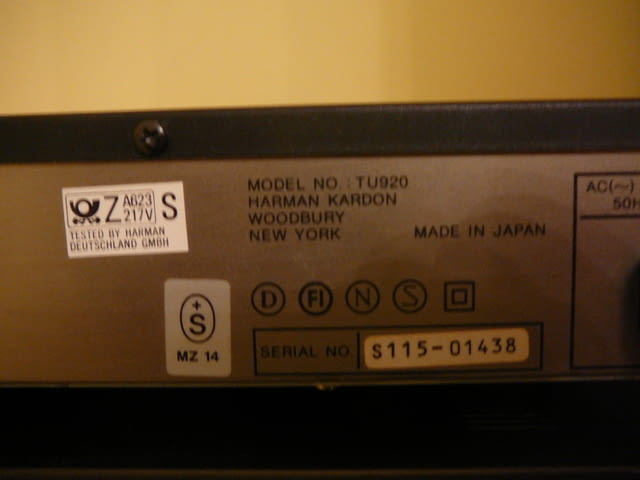 Z A623 217V S
TESTED BY HARMAN
DEUTSCHLAND GMBH
MODEL NO.: TU920
HARMAN KARDON
WOODBURY
NEW YORK
MADE IN JAPAN
AC(~)
50H
D FI N S
+
S
MZ 14
SERIAL NO. S115-01438